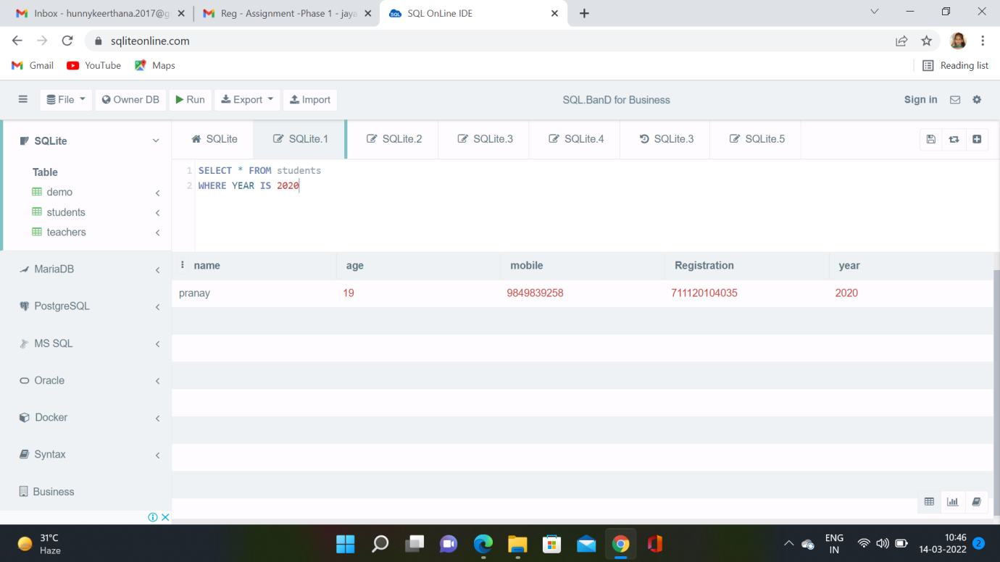 Inbox - hunnykeerthana.2017@g
Reg - Assignment -Phase 1 - jaya
SQL OnLine IDE
sqliteonline.com
Gmail YouTube Maps Reading list
File Owner DB Run Export Import SQL.BanD for Business Sign in
SQLite
SQLite SQLite.1 SQLite.2 SQLite.3 SQLite.4 SQLite.3 SQLite.5
Table
demo
students
teachers
1 SELECT * FROM students
2 WHERE YEAR IS 2020
MariaDB
PostgreSQL
MS SQL
Oracle
Docker
Syntax
Business
name age mobile Registration year
pranay 19 9849839258 711120104035 2020
31°C
Haze
SQL
ENG
IN
10:46
14-03-2022
2